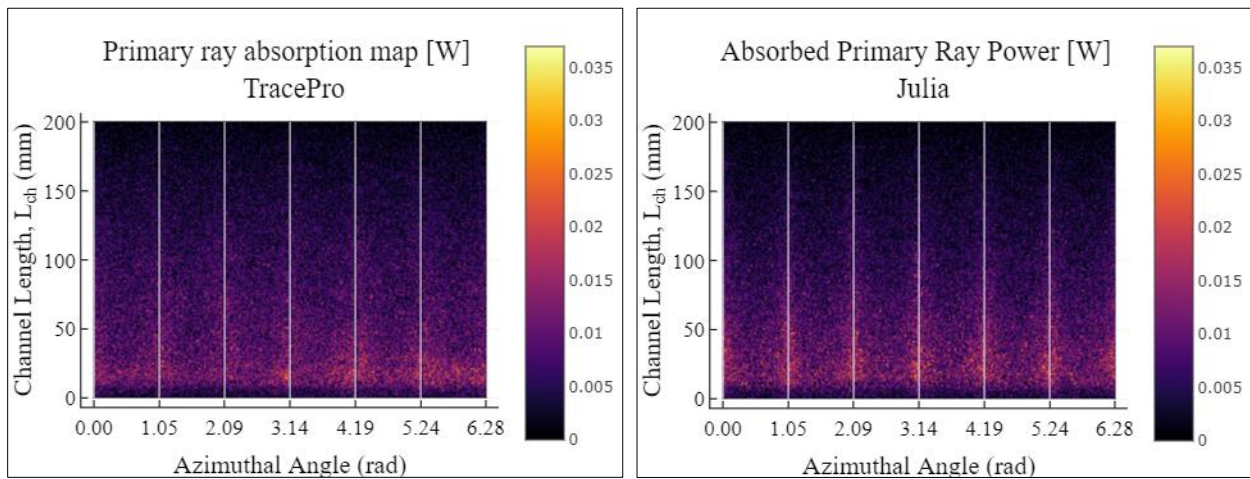 Primary ray absorption map [W]
TracePro
Channel Length, L_ch (mm)
200
150
100
50
0
0.00 1.05 2.09 3.14 4.19 5.24 6.28
Azimuthal Angle (rad)
0.035
0.03
0.025
0.02
0.015
0.01
0.005
0
Absorbed Primary Ray Power [W]
Julia
Channel Length, L_ch (mm)
200
150
100
50
0
0.00 1.05 2.09 3.14 4.19 5.24 6.28
Azimuthal Angle (rad)
0.035
0.03
0.025
0.02
0.015
0.01
0.005
0